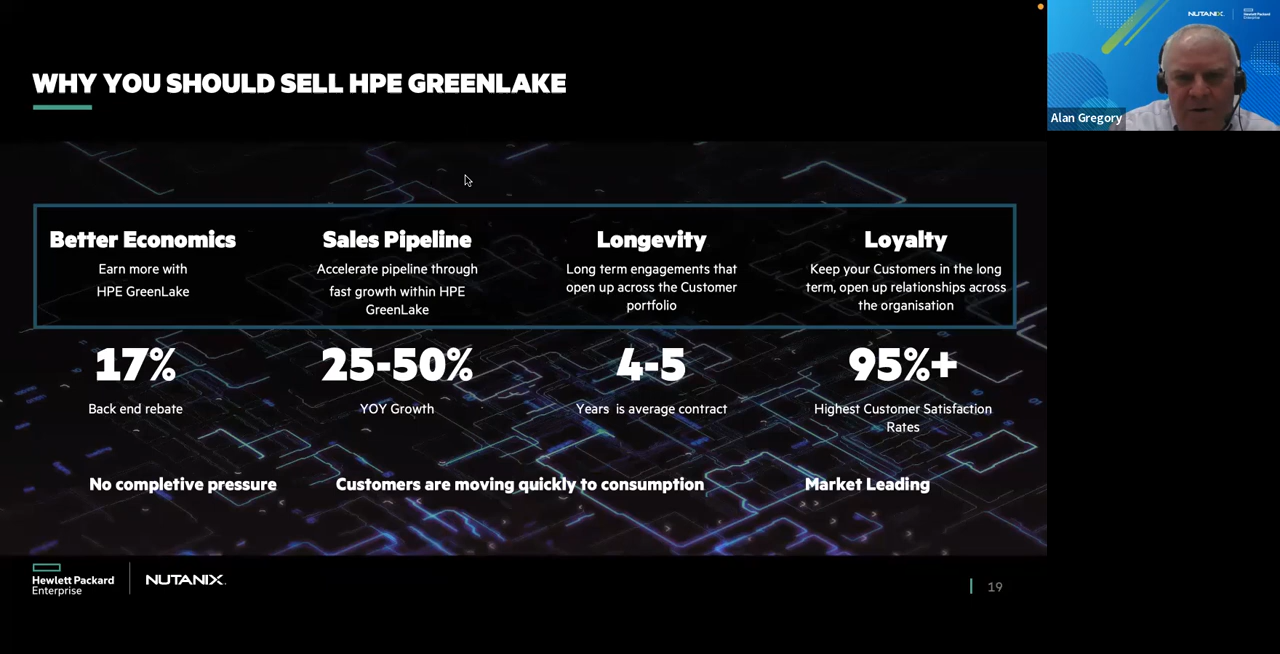 WHY YOU SHOULD SELL HPE GREENLAKE
NUTANIX
Hewlett Packard
Enterprise
Alan Gregory
Better Economics
Earn more with
HPE GreenLake
Sales Pipeline
Accelerate pipeline through
fast growth within HPE
GreenLake
Longevity
Long term engagements that
open up across the Customer
portfolio
Loyalty
Keep your Customers in the long
term, open up relationships across
the organisation
17%
Back end rebate
25-50%
YOY Growth
4-5
Years is average contract
95%+
Highest Customer Satisfaction
Rates
No completive pressure
Customers are moving quickly to consumption
Market Leading
Hewlett Packard
Enterprise
NUTANIX.
19